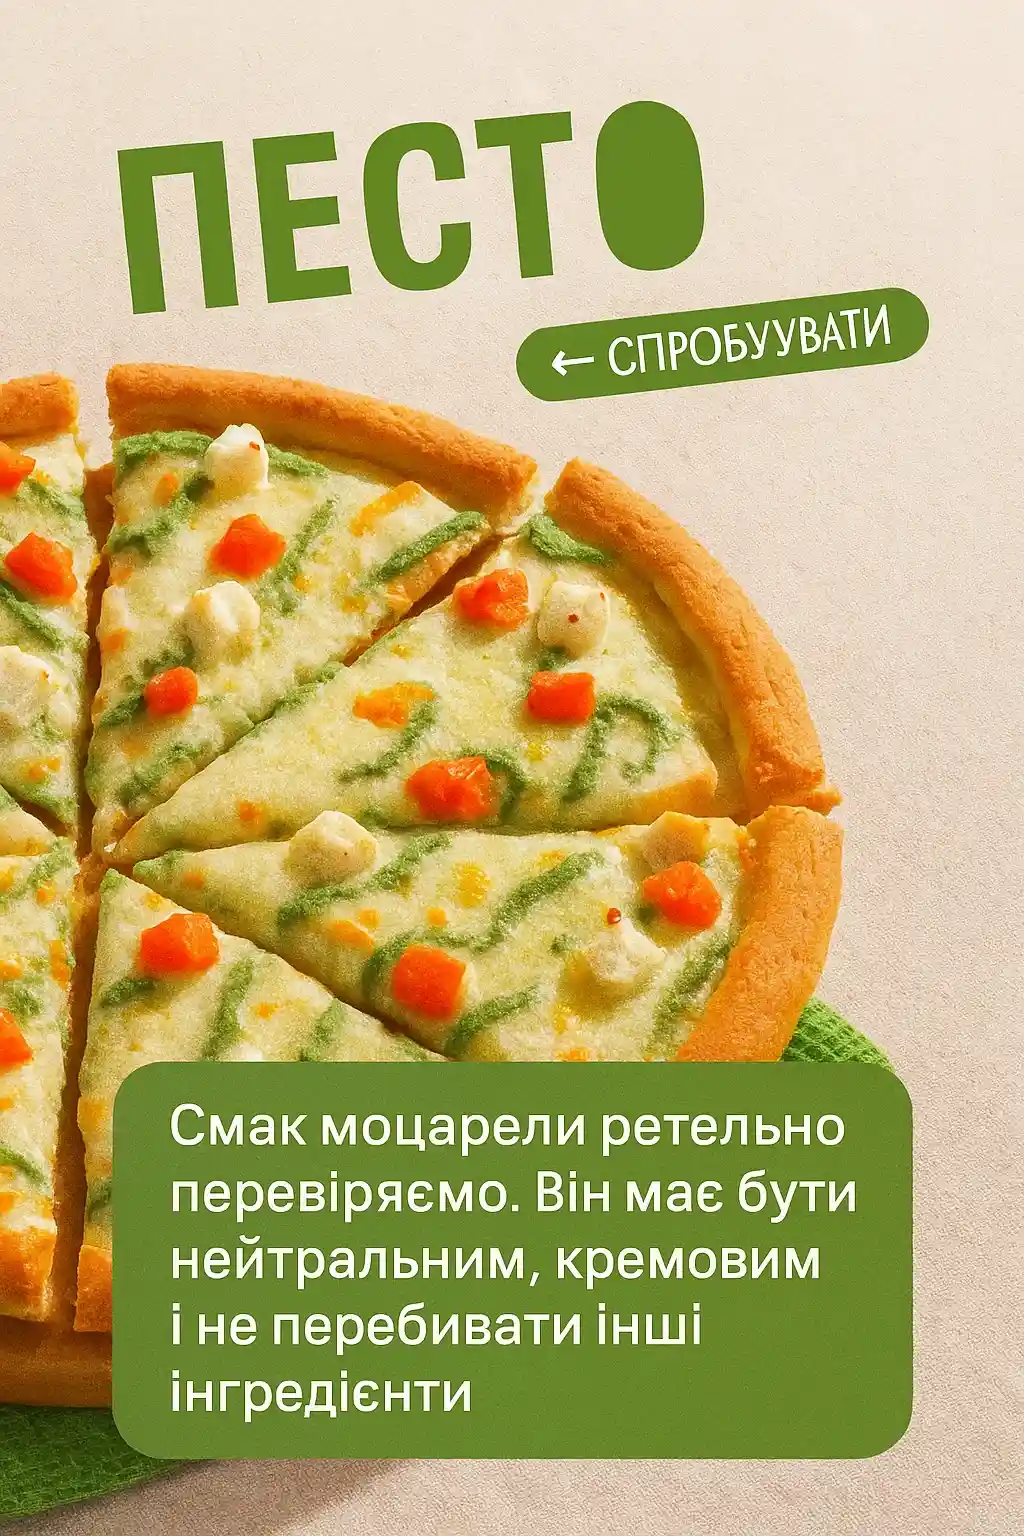 ПЕСТО
← СПРОБУУВАТИ
Смак моцарели ретельно
перевіряємо. Він має бути
нейтральним, кремовим
і не перебивати інші
інгредієнти